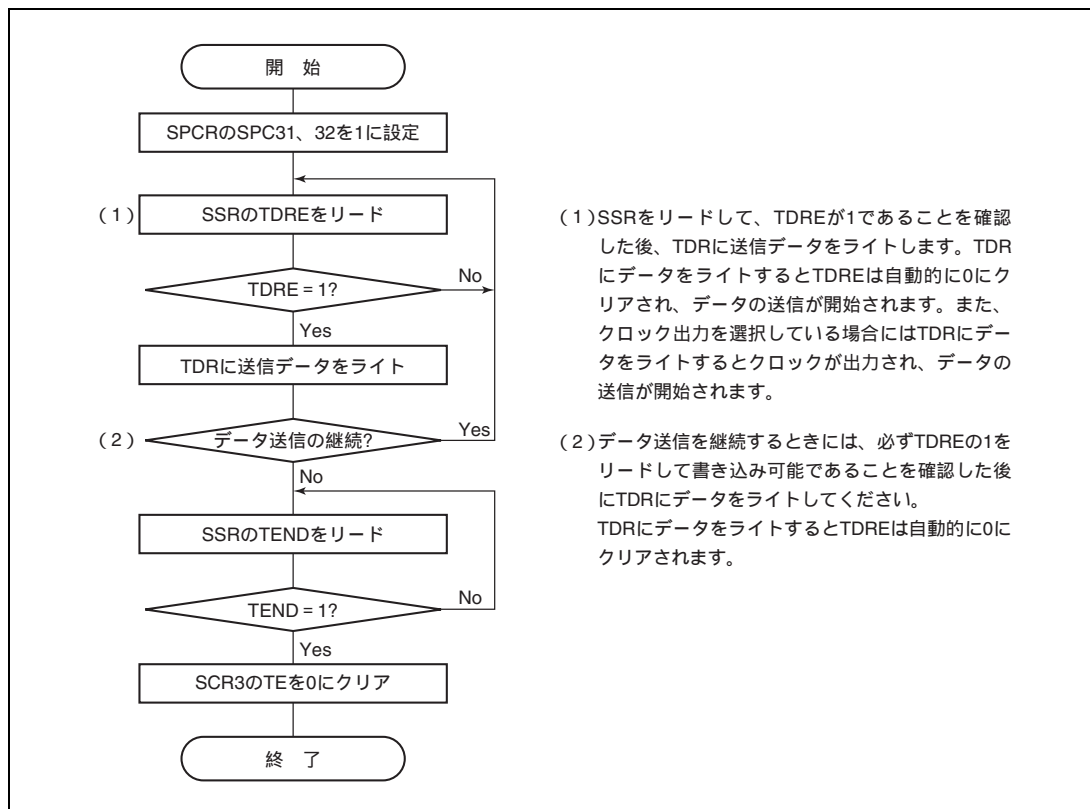 開　始
SPCRのSPC31、32を1に設定
（1）
SSRのTDREをリード
TDRE = 1?
No
Yes
TDRに送信データをライト
（2）
データ送信の継続?
Yes
No
SSRのTENDをリード
TEND = 1?
No
Yes
SCR3のTEを0にクリア
終　了
（1）SSRをリードして、TDREが1であることを確認
した後、TDRに送信データをライトします。TDR
にデータをライトするとTDREは自動的に0にク
リアされ、データの送信が開始されます。また、
クロック出力を選択している場合にはTDRにデー
タをライトするとクロックが出力され、データの
送信が開始されます。
（2）データ送信を継続するときには、必ずTDREの1を
リードして書き込み可能であることを確認した後
にTDRにデータをライトしてください。
TDRにデータをライトするとTDREは自動的に0に
クリアされます。